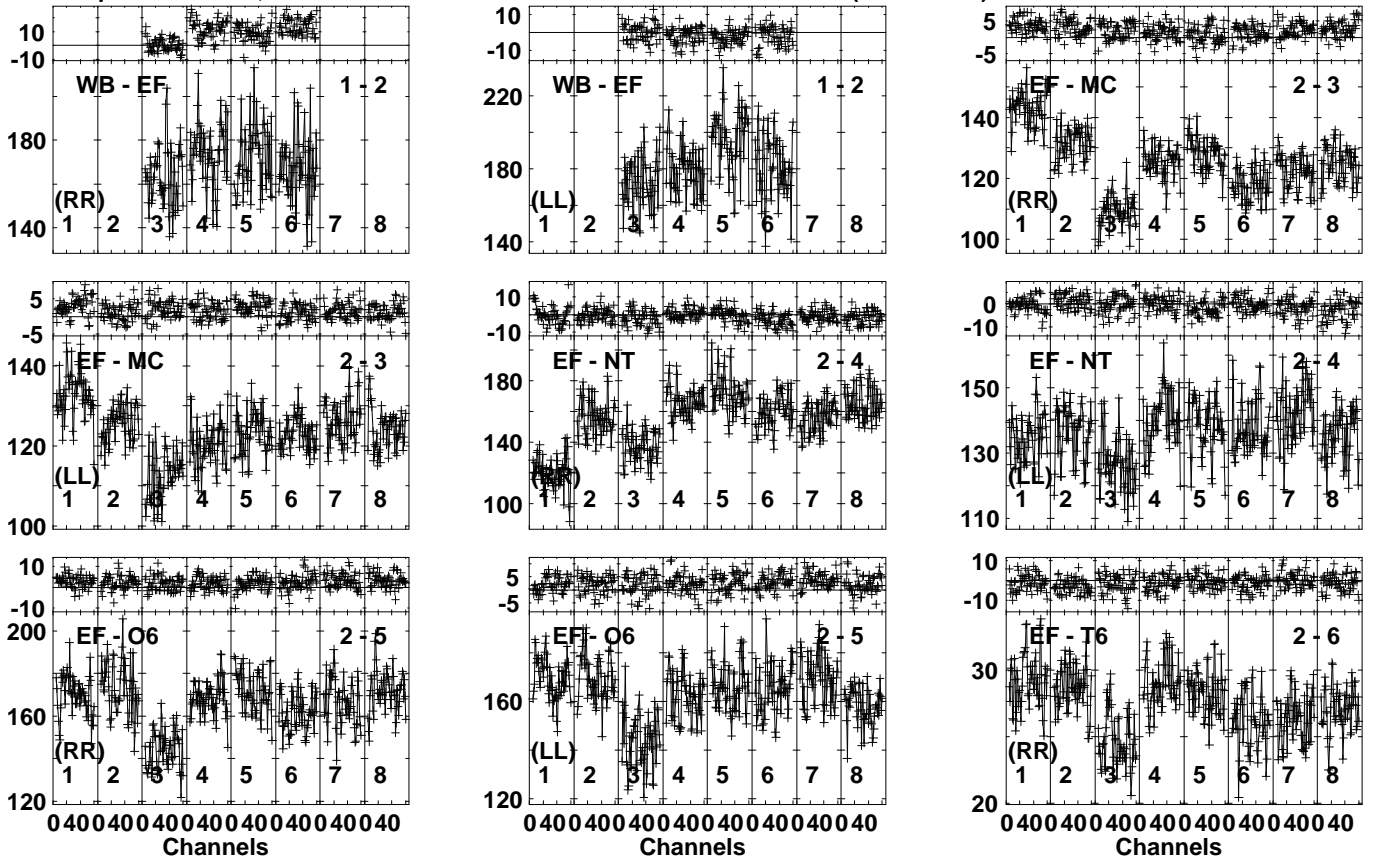 10 10 5
-10 -10 -5
WB - EF 1 - 2 WB - EF 1 - 2 EF - MC 2 - 3
220
180 180 140
120
(RR) (LL) (RR)
140 1 2 3 4 5 6 7 8 140 1 2 3 4 5 6 7 8 100 1 2 3 4 5 6 7 8
5 10 0
-5 -10 -10
EF - MC 2 - 3 EF - NT 2 - 4 EF - NT 2 - 4
140 180 150
120 140 130
(LL) (RR) (LL)
100 1 2 3 4 5 6 7 8 100 1 2 3 4 5 6 7 8 110 1 2 3 4 5 6 7 8
10 5 10
-10 -5 -10
EF - O6 2 - 5 EF - O6 2 - 5 EF - T6 2 - 6
200 30
160 160
(RR) (LL) (RR)
1 2 3 4 5 6 7 8 1 2 3 4 5 6 7 8 1 2 3 4 5 6 7 8
120 120 20
0 40 0 40 0 40 0 40 0 40 0 40 0 40 0 40 0 40 0 40 0 40 0 40 0 40 0 40 0 40 0 40 0 40 0 40 0 40 0 40 0 40 0 40 0 40 0 40
Channels Channels Channels